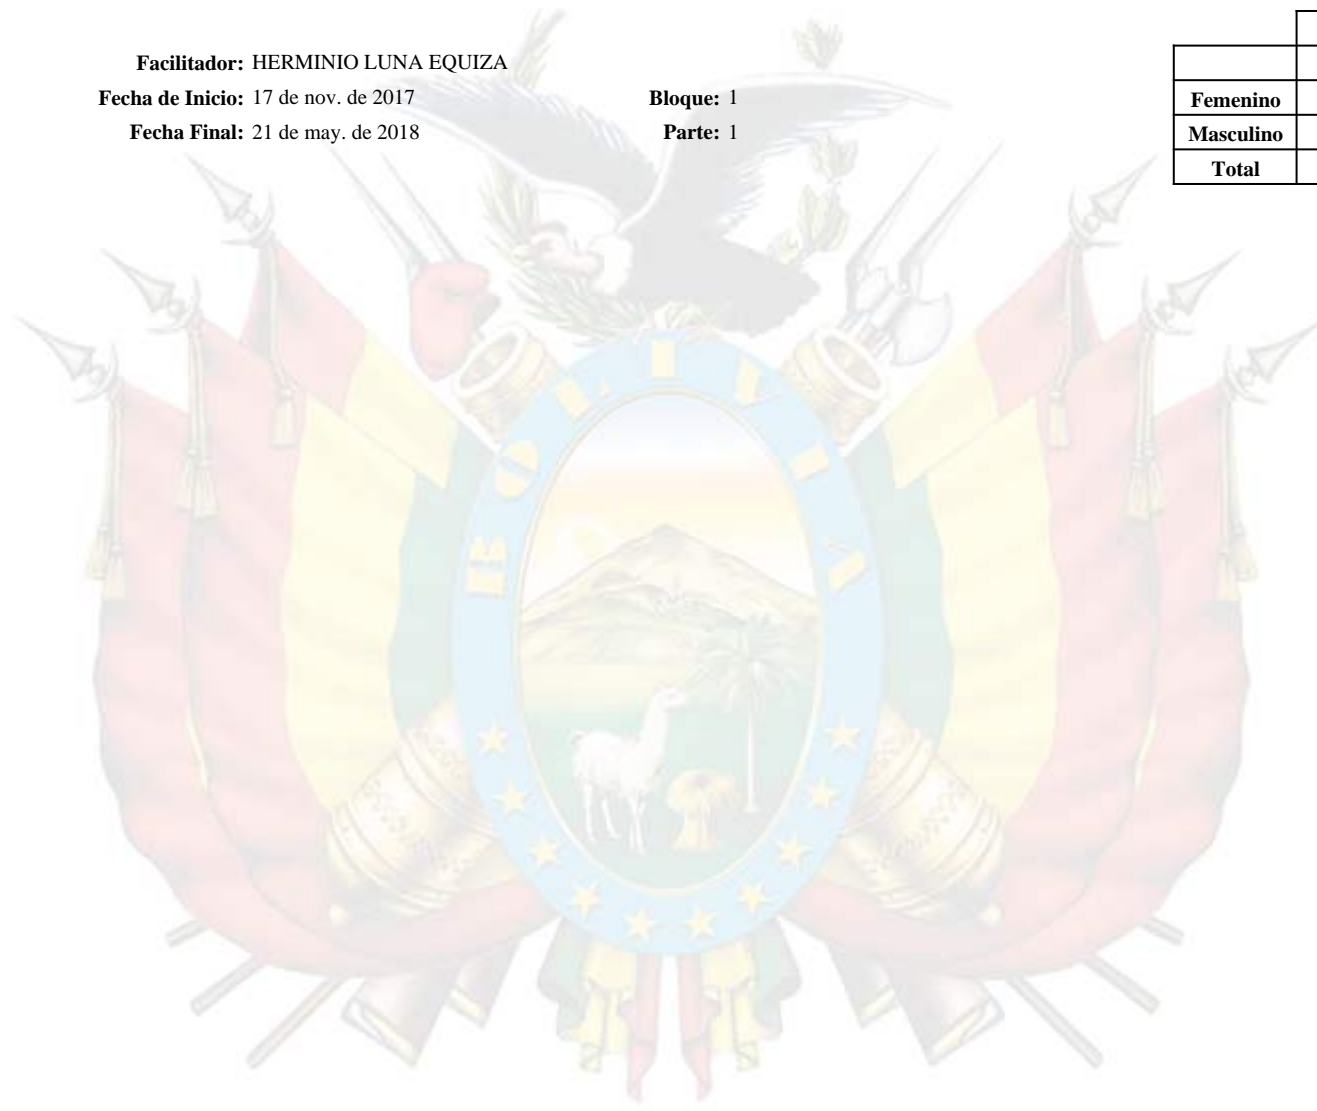 Facilitador: HERMINIO LUNA EQUIZA
Fecha de Inicio: 17 de nov. de 2017 Bloque: 1
Fecha Final: 21 de may. de 2018 Parte: 1
Femenino
Masculino
Total
BOLIVIA